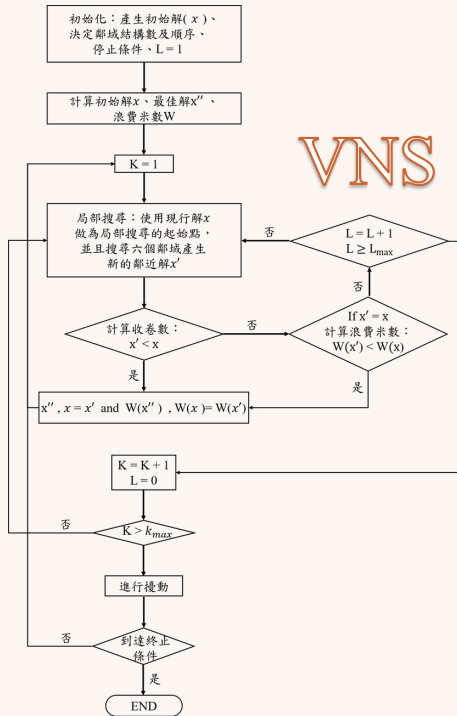 初始化：產生初始解( x )、
決定鄰域結構數及順序、
停止條件、L = 1
計算初始解x、最佳解x''、
浪費米數W
VNS
K = 1
局部搜尋：使用現行解x
做為局部搜尋的起始點，
並且搜尋六個鄰域產生
新的鄰近解x'
否
L = L + 1
L ≥ Lmax
否
計算收卷數：
x' < x
否
If x' = x
計算浪費米數：
W(x') < W(x)
是
是
x'' , x = x' and W(x'') , W(x )= W(x')
K = K + 1
L = 0
否
K > kmax
進行擾動
否
到達終止
條件
是
END